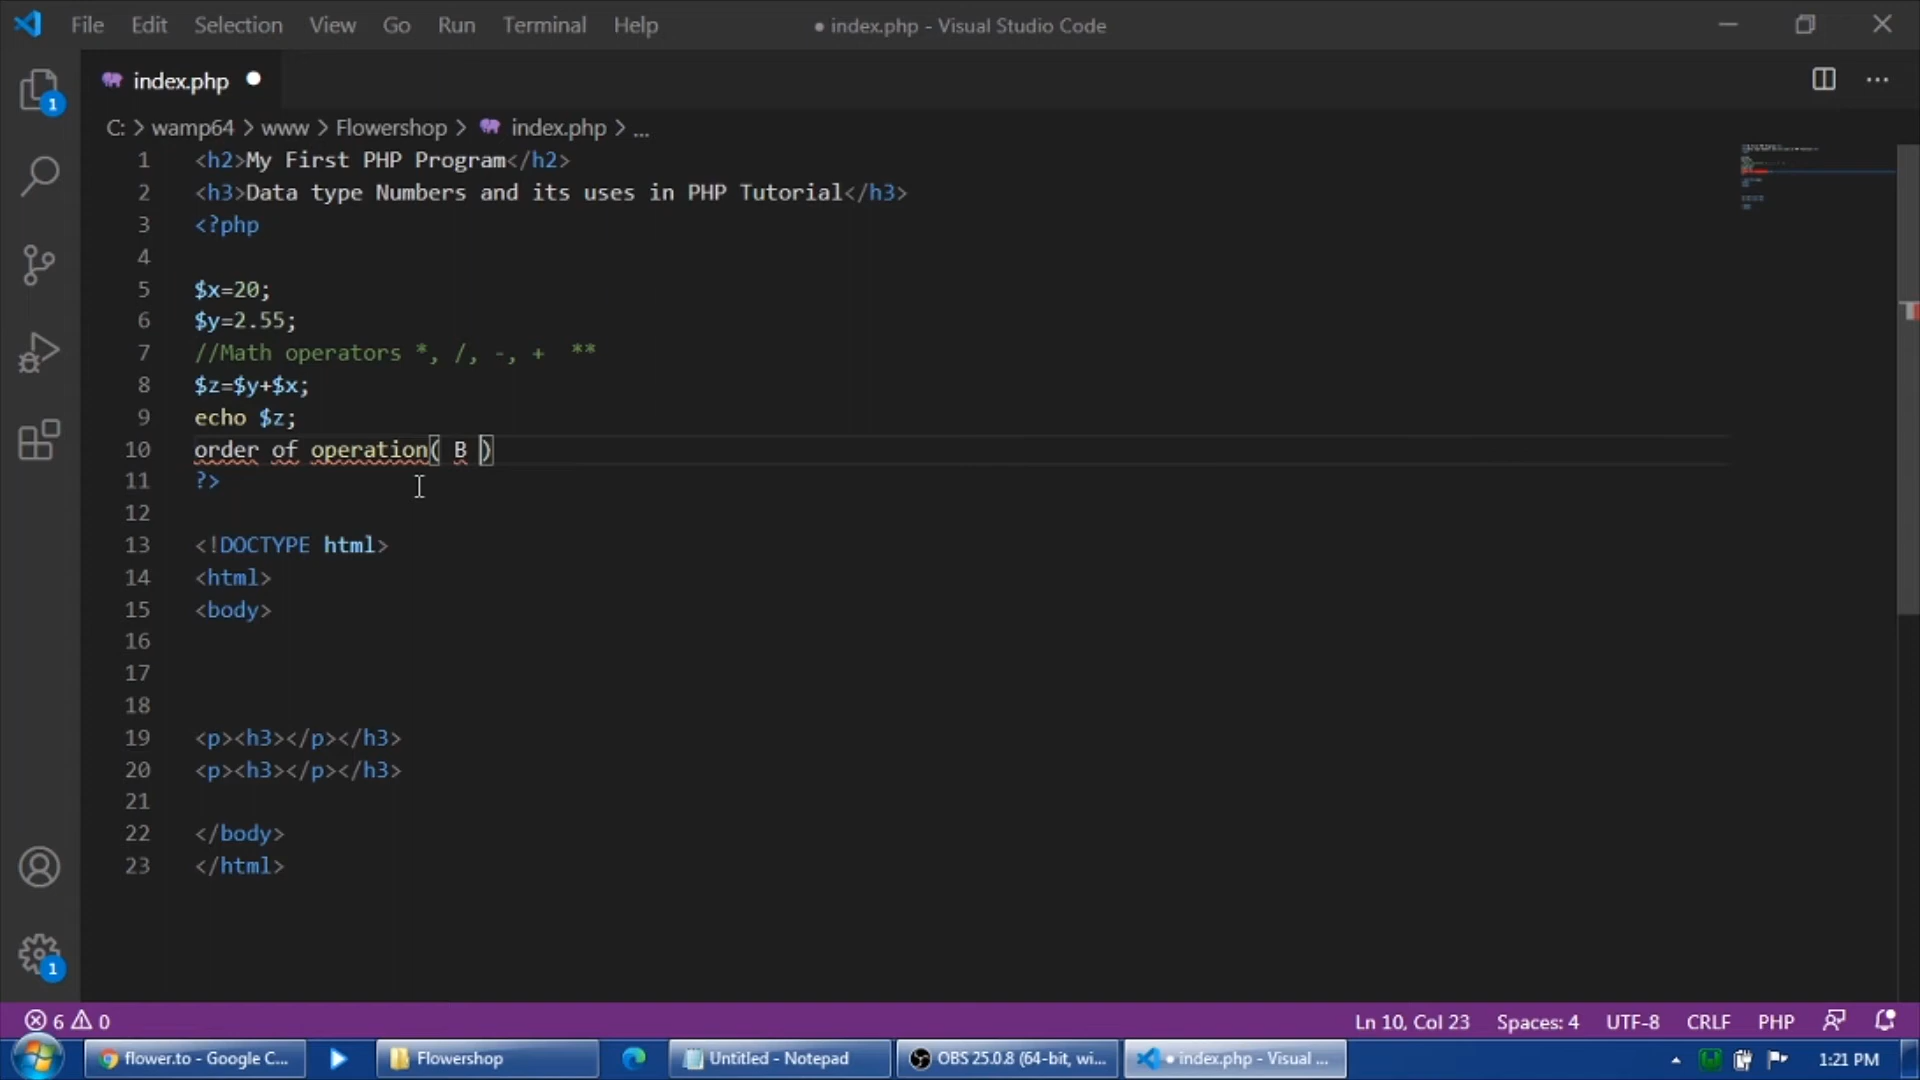 File Edit Selection View Go Run Terminal Help ● index.php - Visual Studio Code
index.php
C: > wamp64 > www > Flowershop > index.php > ...
1 <h2>My First PHP Program</h2>
2 <h3>Data type Numbers and its uses in PHP Tutorial</h3>
3 <?php
4
5 $x=20;
6 $y=2.55;
7 //Math operators *, /, -, +  **
8 $z=$y+$x;
9 echo $z;
10 order of operation( B )
11 ?>
12
13 <!DOCTYPE html>
14 <html>
15 <body>
16
17
18
19 <p><h3></p></h3>
20 <p><h3></p></h3>
21
22 </body>
23 </html>
1
1
6 0 Ln 10, Col 23 Spaces: 4 UTF-8 CRLF PHP
flower.to - Google C... Flowershop Untitled - Notepad OBS 25.0.8 (64-bit, wi... ● index.php - Visual ... 1:21 PM